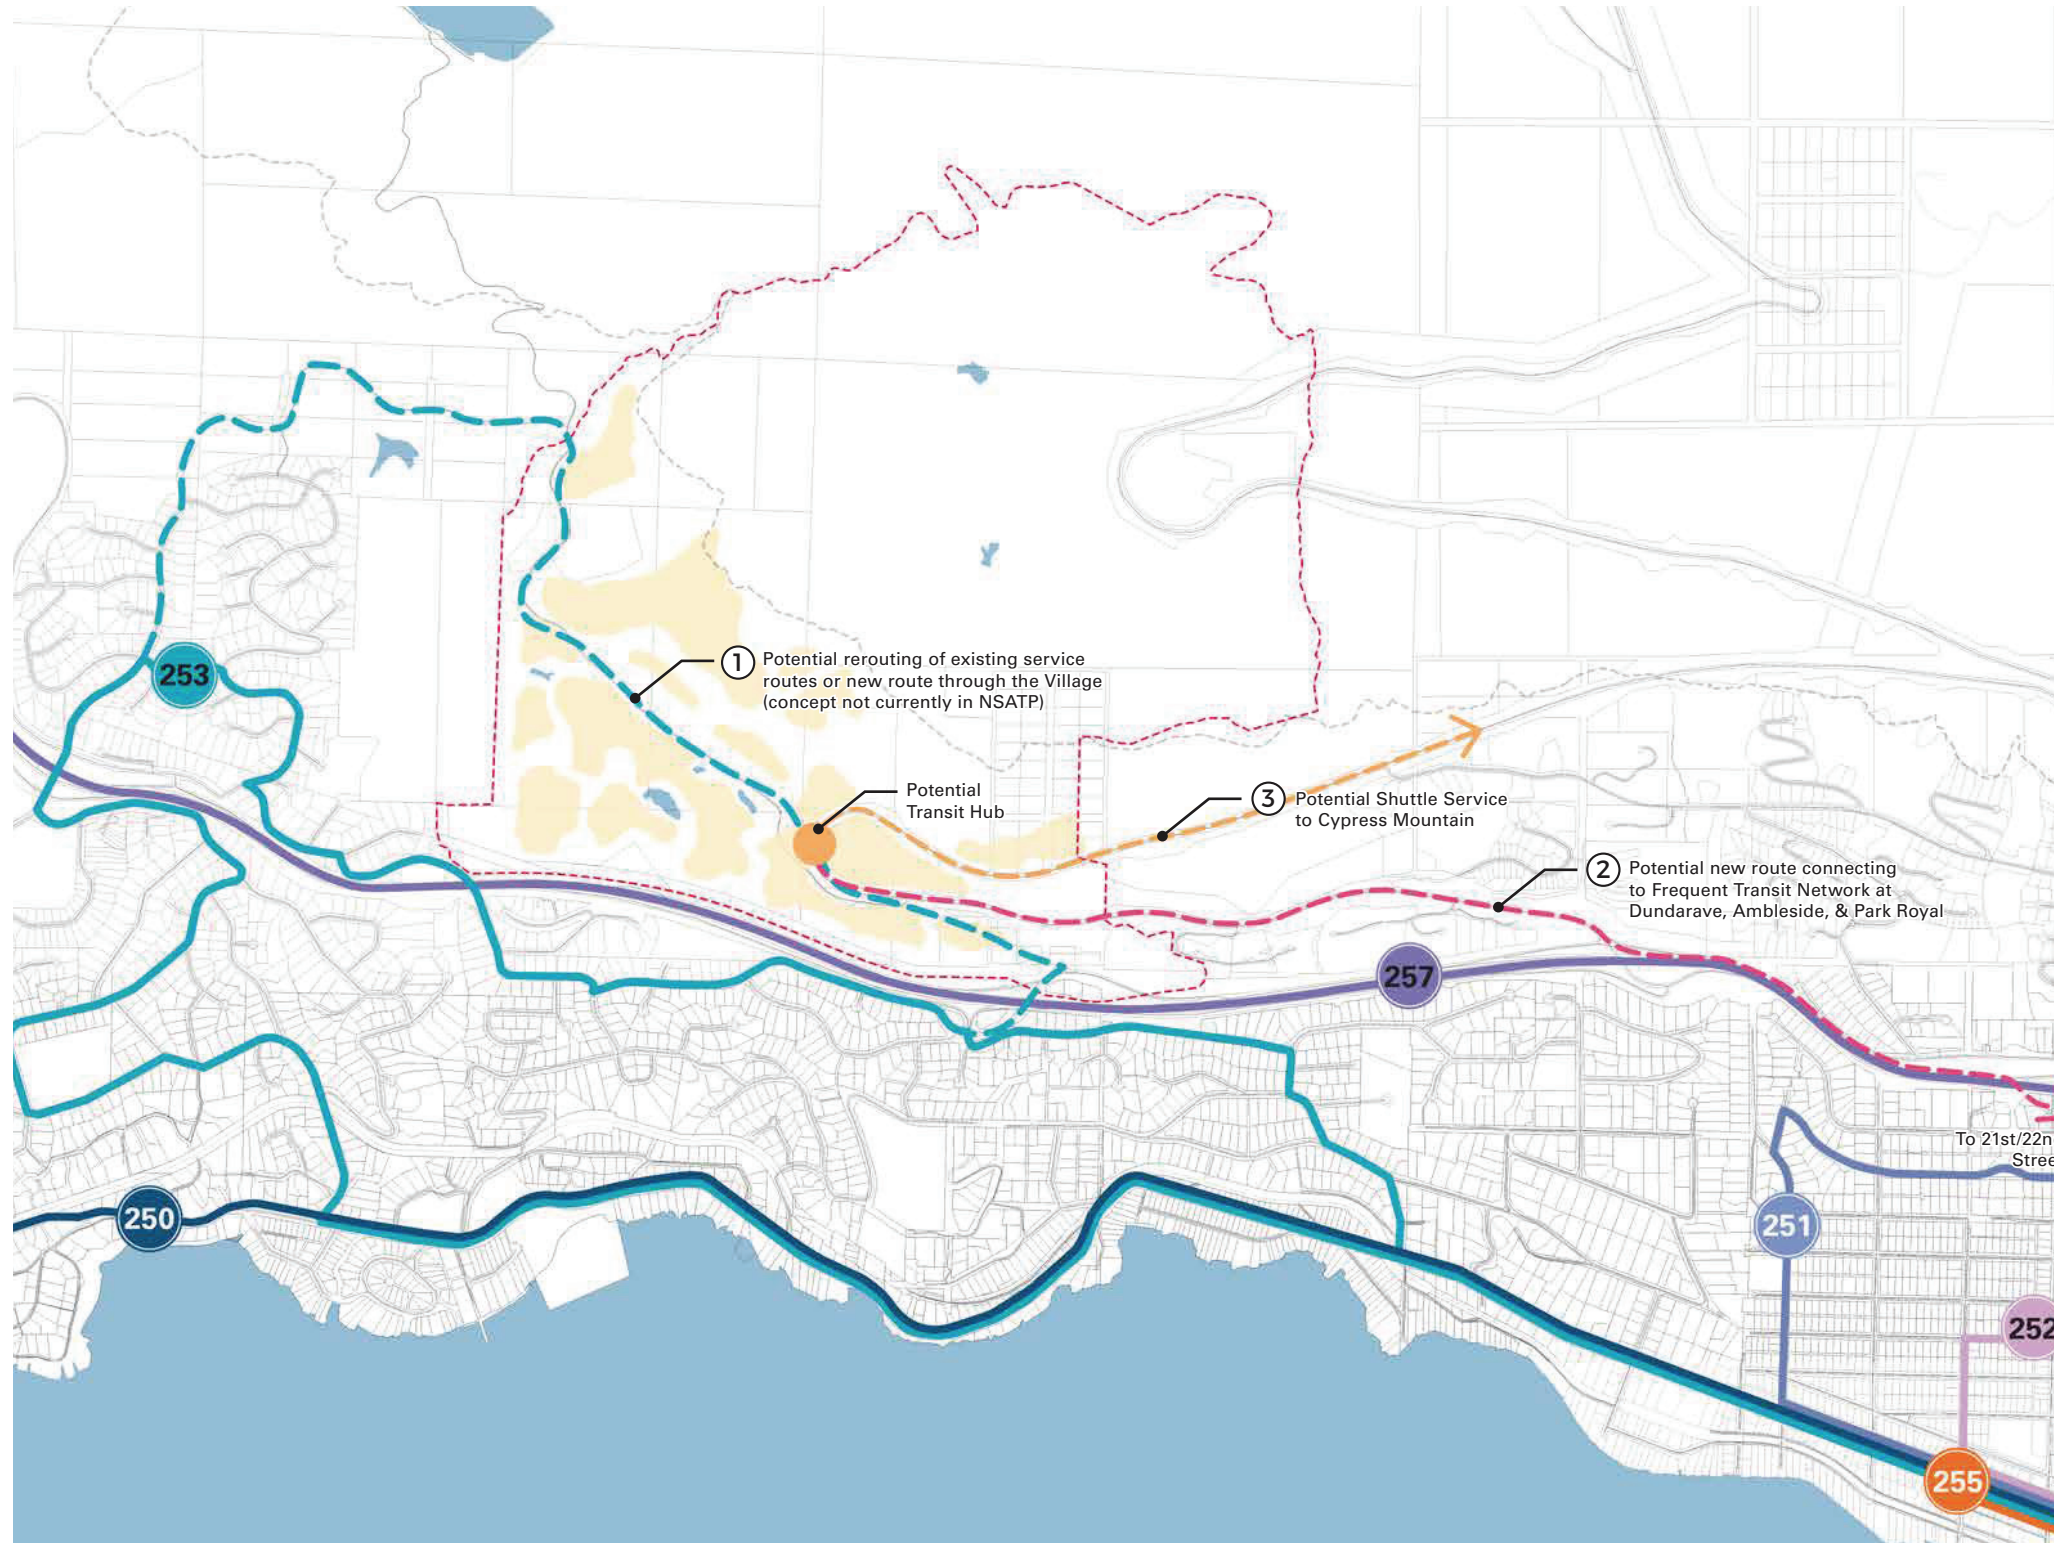 253
1
Potential rerouting of existing service
routes or new route through the Village
(concept not currently in NSATP)
Potential
Transit Hub
3
Potential Shuttle Service
to Cypress Mountain
2
Potential new route connecting
to Frequent Transit Network at
Dundarave, Ambleside, & Park Royal
257
To 21st/22n
Stree
250
251
252
255